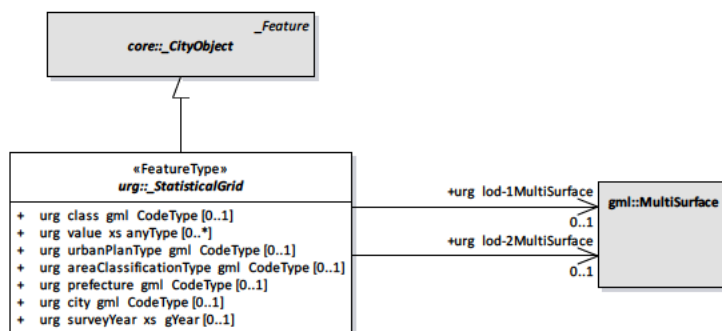 _Feature
core::_CityObject
«FeatureType»
urg::_StatisticalGrid
+ urg class gml CodeType [0..1]
+ urg value xs anyType [0..*]
+ urg urbanPlanType gml CodeType [0..1]
+ urg areaClassificationType gml CodeType [0..1]
+ urg prefecture gml CodeType [0..1]
+ urg city gml CodeType [0..1]
+ urg surveyYear xs gYear [0..1]
+urg lod-1MultiSurface
0..1
+urg lod-2MultiSurface
0..1
gml::MultiSurface